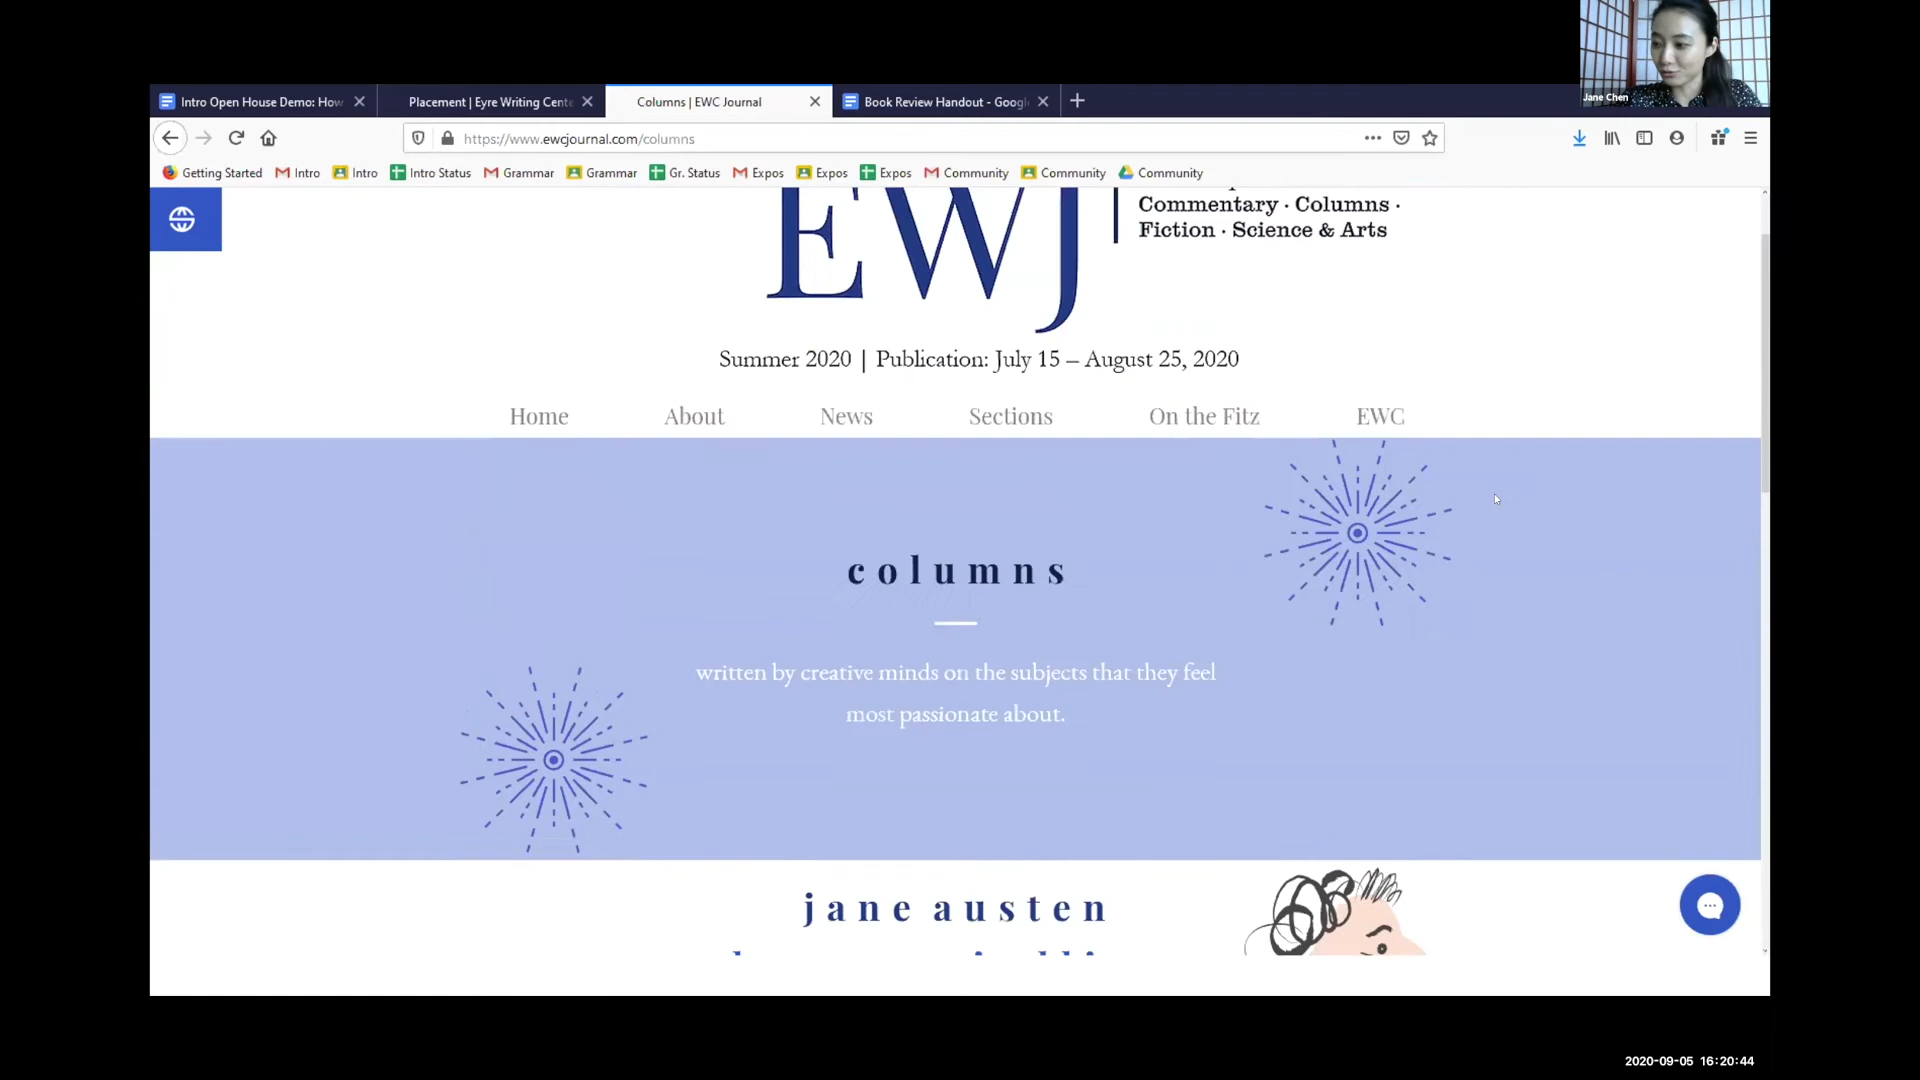 Jane Chen
Intro Open House Demo: How
Placement | Eyre Writing Cente
Columns | EWC Journal
Book Review Handout - Googl
https://www.ewcjournal.com/columns
Getting Started
Intro
Intro
Intro Status
Grammar
Grammar
Gr. Status
Expos
Expos
Expos
Community
Community
Community
EWJ
Commentary · Columns ·
Fiction · Science & Arts
Summer 2020 | Publication: July 15 – August 25, 2020
Home
About
News
Sections
On the Fitz
EWC
columns
written by creative minds on the subjects that they feel
most passionate about.
jane austen
2020-09-05 16:20:44